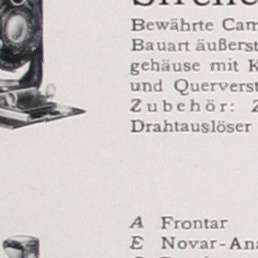 Bewährte Cam
Bauart äußerst
gehäuse mit K
und Querverst
Zubehör: Z
Drahtauslöser
A Frontar
E Novar-Ana